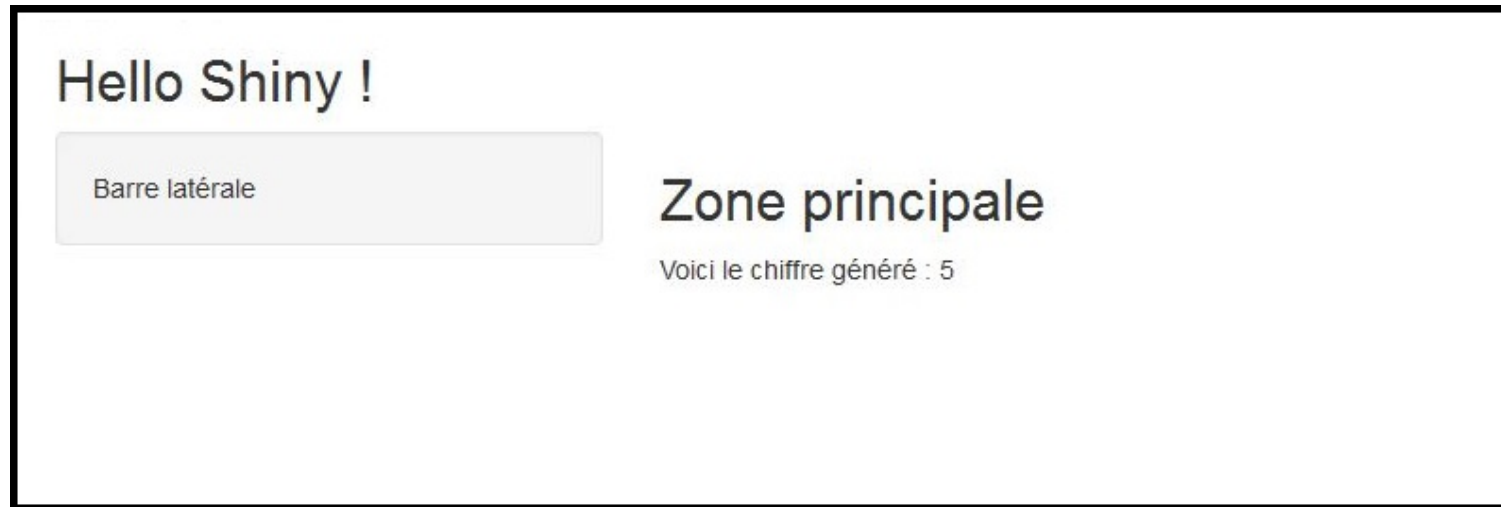 Hello Shiny !
Barre latérale
Zone principale
Voici le chiffre généré : 5